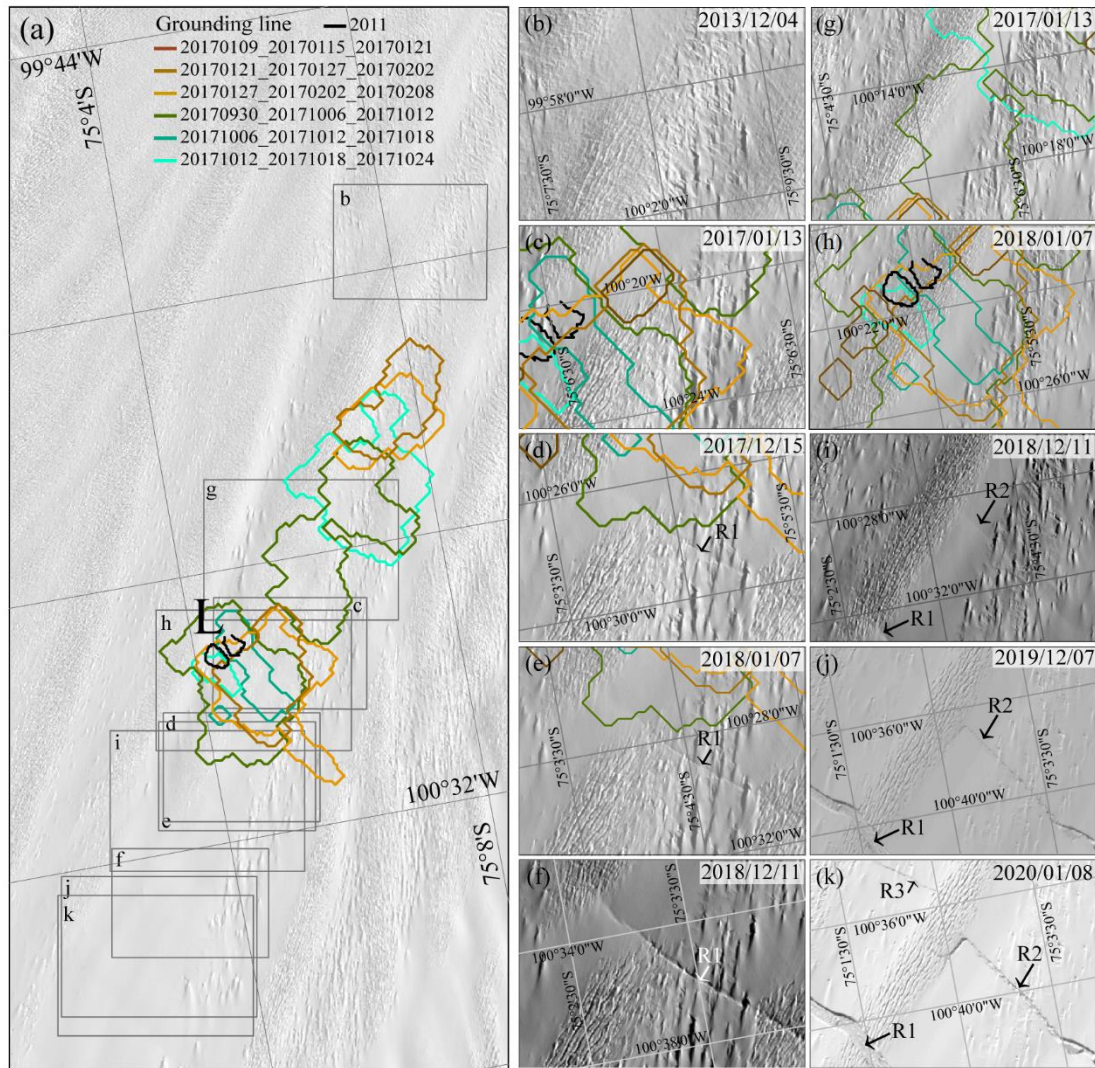 (a)
Grounding line
2011
20170109_20170115_20170121
20170121_20170127_20170202
20170127_20170202_20170208
20170930_20171006_20171012
20171006_20171012_20171018
20171012_20171018_20171024
99°44'W
75°4'S
b
g
c
h
L
d
i
e
f
j
k
100°32'W
75°8'S
(b)
2013/12/04
99°58'0"W
75°7'30"S
100°2'0"W
75°9'30"S
(g)
2017/01/13
75°4'30"S
100°14'0"W
100°18'0"W
75°6'30"S
(c)
2017/01/13
100°20'W
75°6'30"S
75°6'30"S
100°24'W
(h)
2018/01/07
100°22'0"W
75°5'30"S
100°26'0"W
(d)
2017/12/15
100°26'0"W
R1
75°5'30"S
75°3'30"S
100°30'0"W
(i)
2018/12/11
R2
100°28'0"W
75°4'30"S
75°2'30"S
100°32'0"W
R1
(e)
2018/01/07
100°28'0"W
R1
75°3'30"S
75°4'30"S
100°32'0"W
(j)
2019/12/07
R2
100°36'0"W
75°1'30"S
75°3'30"S
100°40'0"W
R1
(f)
2018/12/11
75°3'30"S
100°34'0"W
R1
75°2'30"S
100°38'0"W
(k)
2020/01/08
R3
100°36'0"W
75°1'30"S
75°3'30"S
R2
100°40'0"W
R1